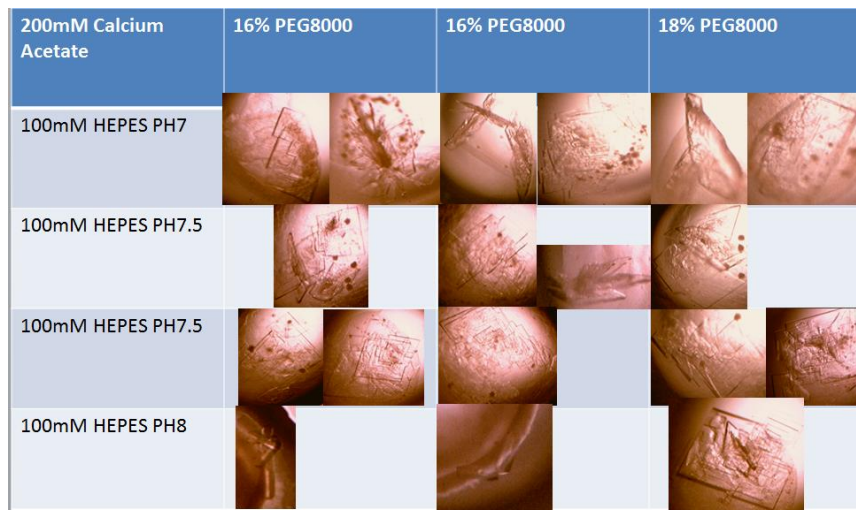 200mM Calcium
Acetate
16% PEG8000
16% PEG8000
18% PEG8000
100mM HEPES PH7
100mM HEPES PH7.5
100mM HEPES PH7.5
100mM HEPES PH8